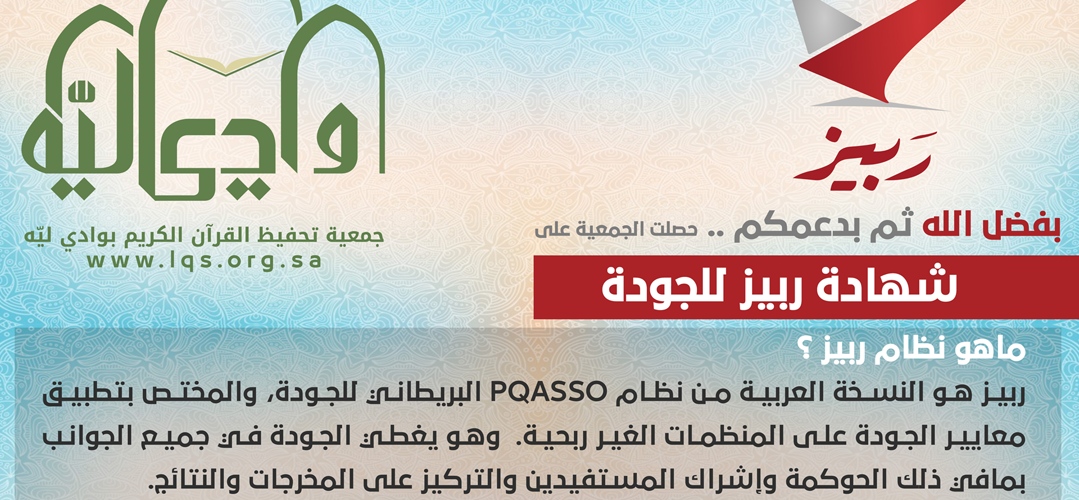 وادي ليّه
جمعية تحفيظ القرآن الكريم بوادي ليّه
www.lqs.org.sa
رَبيز
بفضل الله ثم بدعمكم .. حصلت الجمعية على
شهادة ربيز للجودة
ماهو نظام ربيز ؟
ربيز هو النسخة العربية من نظام PQASSO البريطاني للجودة، والمختص بتطبيق
معايير الجودة على المنظمات الغير ربحية. وهو يغطي الجودة في جميع الجوانب
بمافي ذلك الحوكمة وإشراك المستفيدين والتركيز على المخرجات والنتائج.